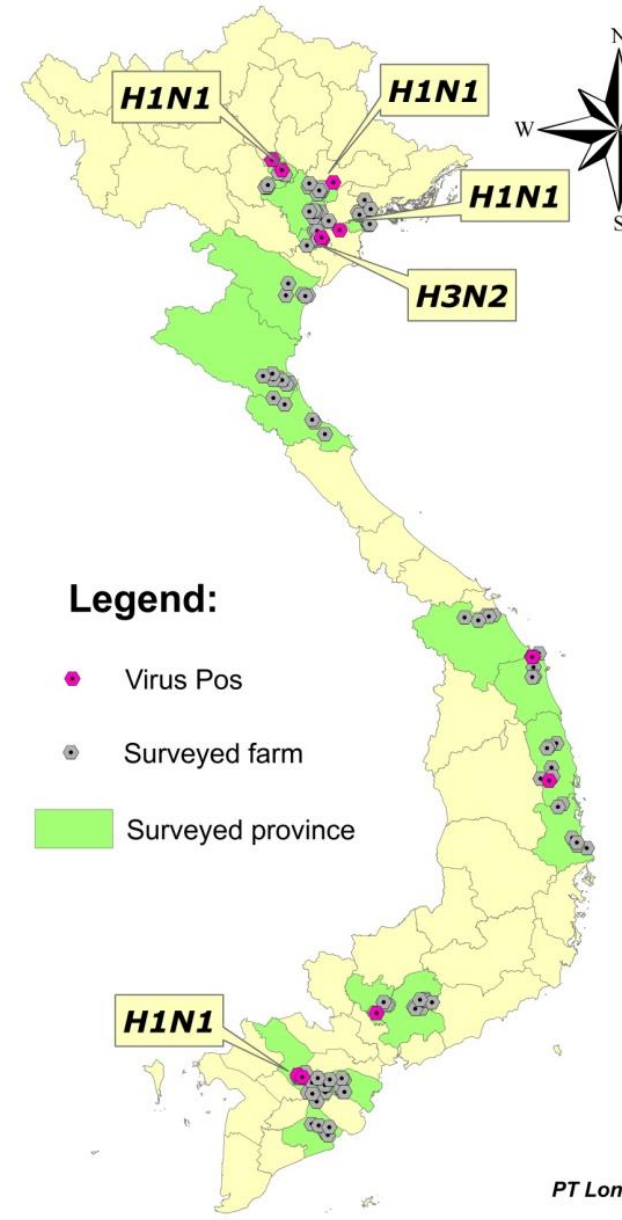 N
H1N1
H1N1
W
H1N1
S
H3N2
Legend:
Virus Pos
Surveyed farm
Surveyed province
H1N1
PT Lon